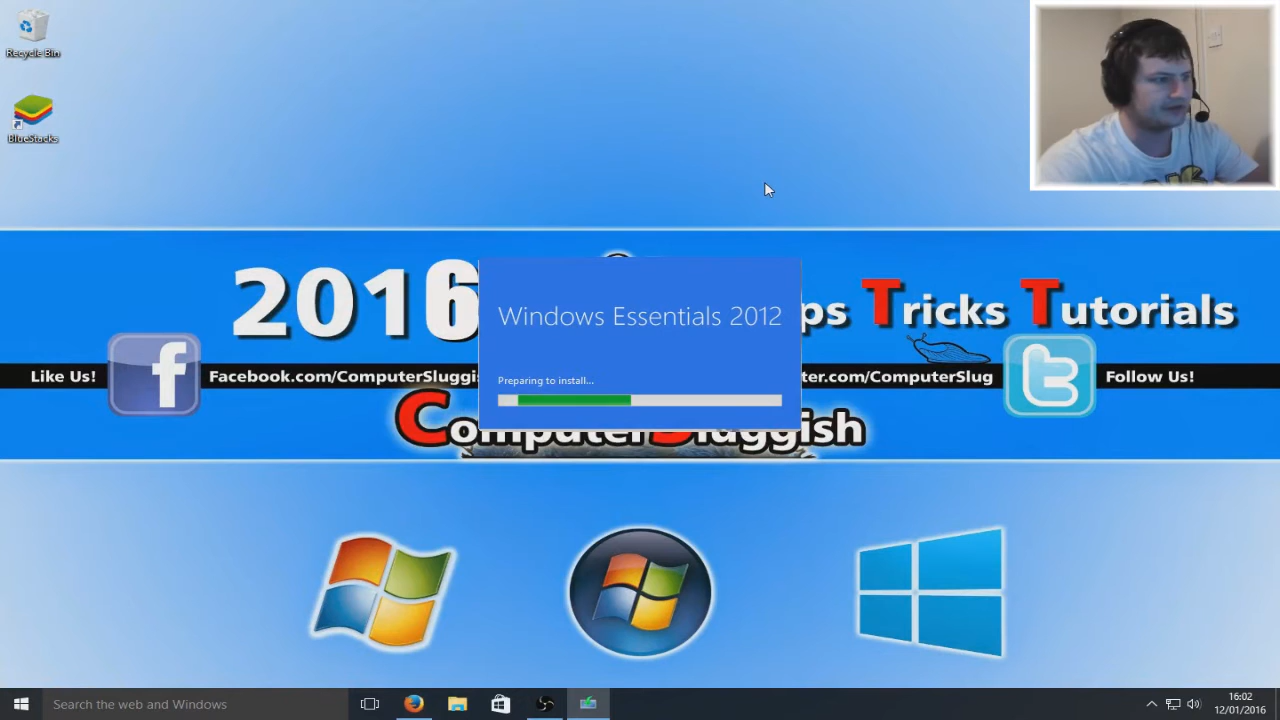 Recycle Bin
BlueStacks
2016
ps Tricks Tutorials
Windows Essentials 2012
Preparing to install...
Like Us!
Facebook.com/ComputerSluggis
ter.com/ComputerSlug
Follow Us!
ComputerSluggish
Search the web and Windows
16:02
12/01/2016